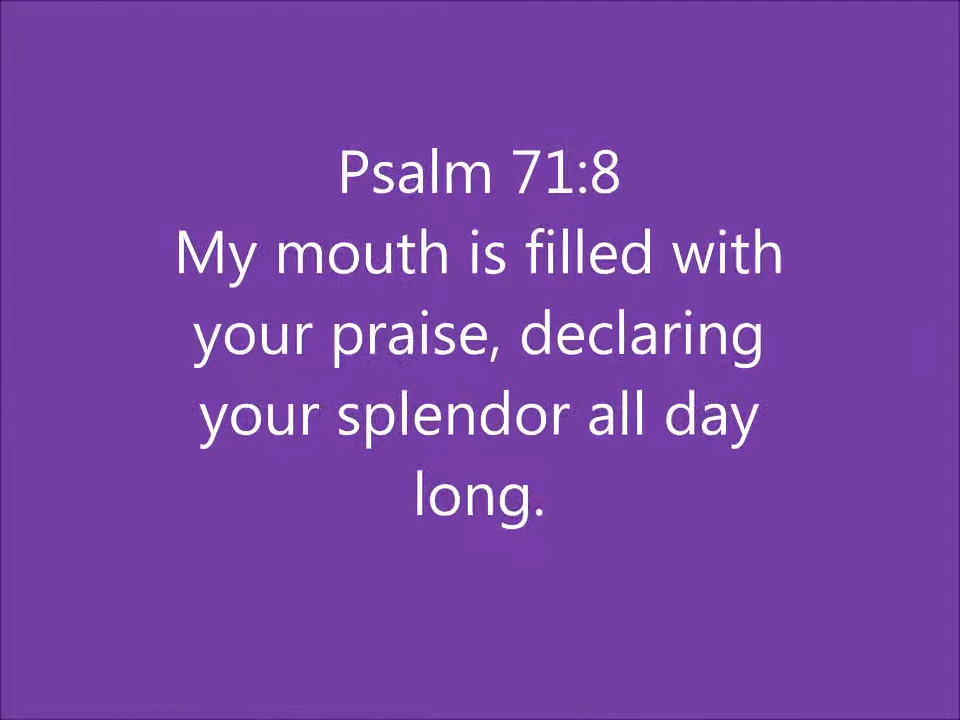 Psalm 71:8
My mouth is filled with
your praise, declaring
your splendor all day
long.